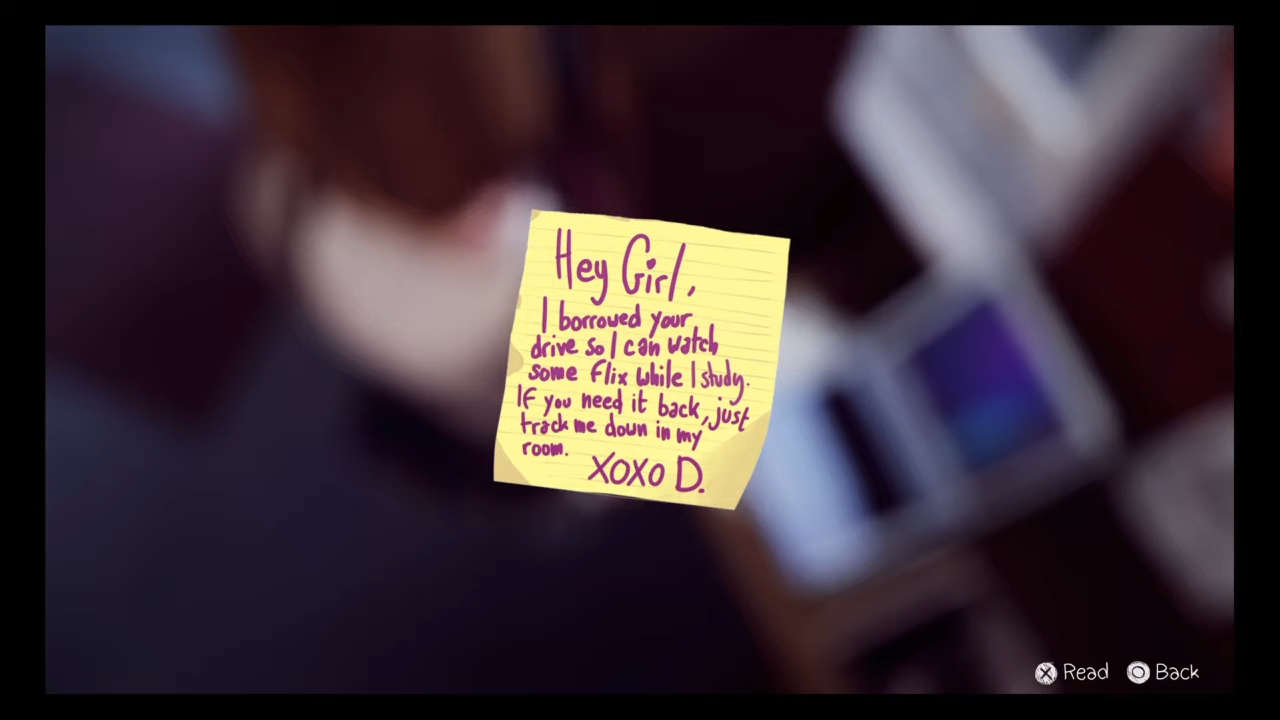 Hey Girl,
I borrowed your
drive so I can watch
some flix while I study.
If you need it back, just
track me down in my
room.
XOXO D.
Read Back